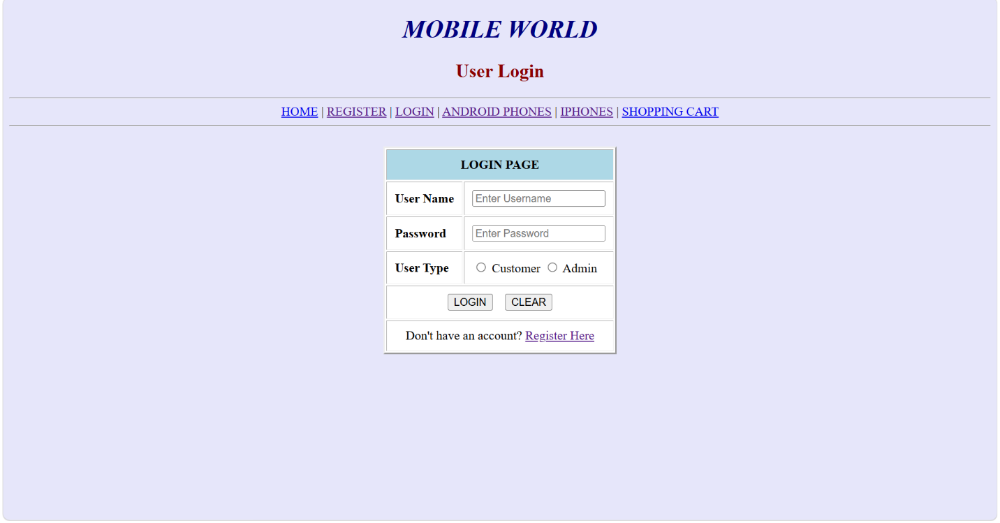 MOBILE WORLD
User Login
HOME | REGISTER | LOGIN | ANDROID PHONES | IPHONES | SHOPPING CART
LOGIN PAGE
User Name Enter Username
Password Enter Password
User Type Customer Admin
LOGIN CLEAR
Don't have an account? Register Here